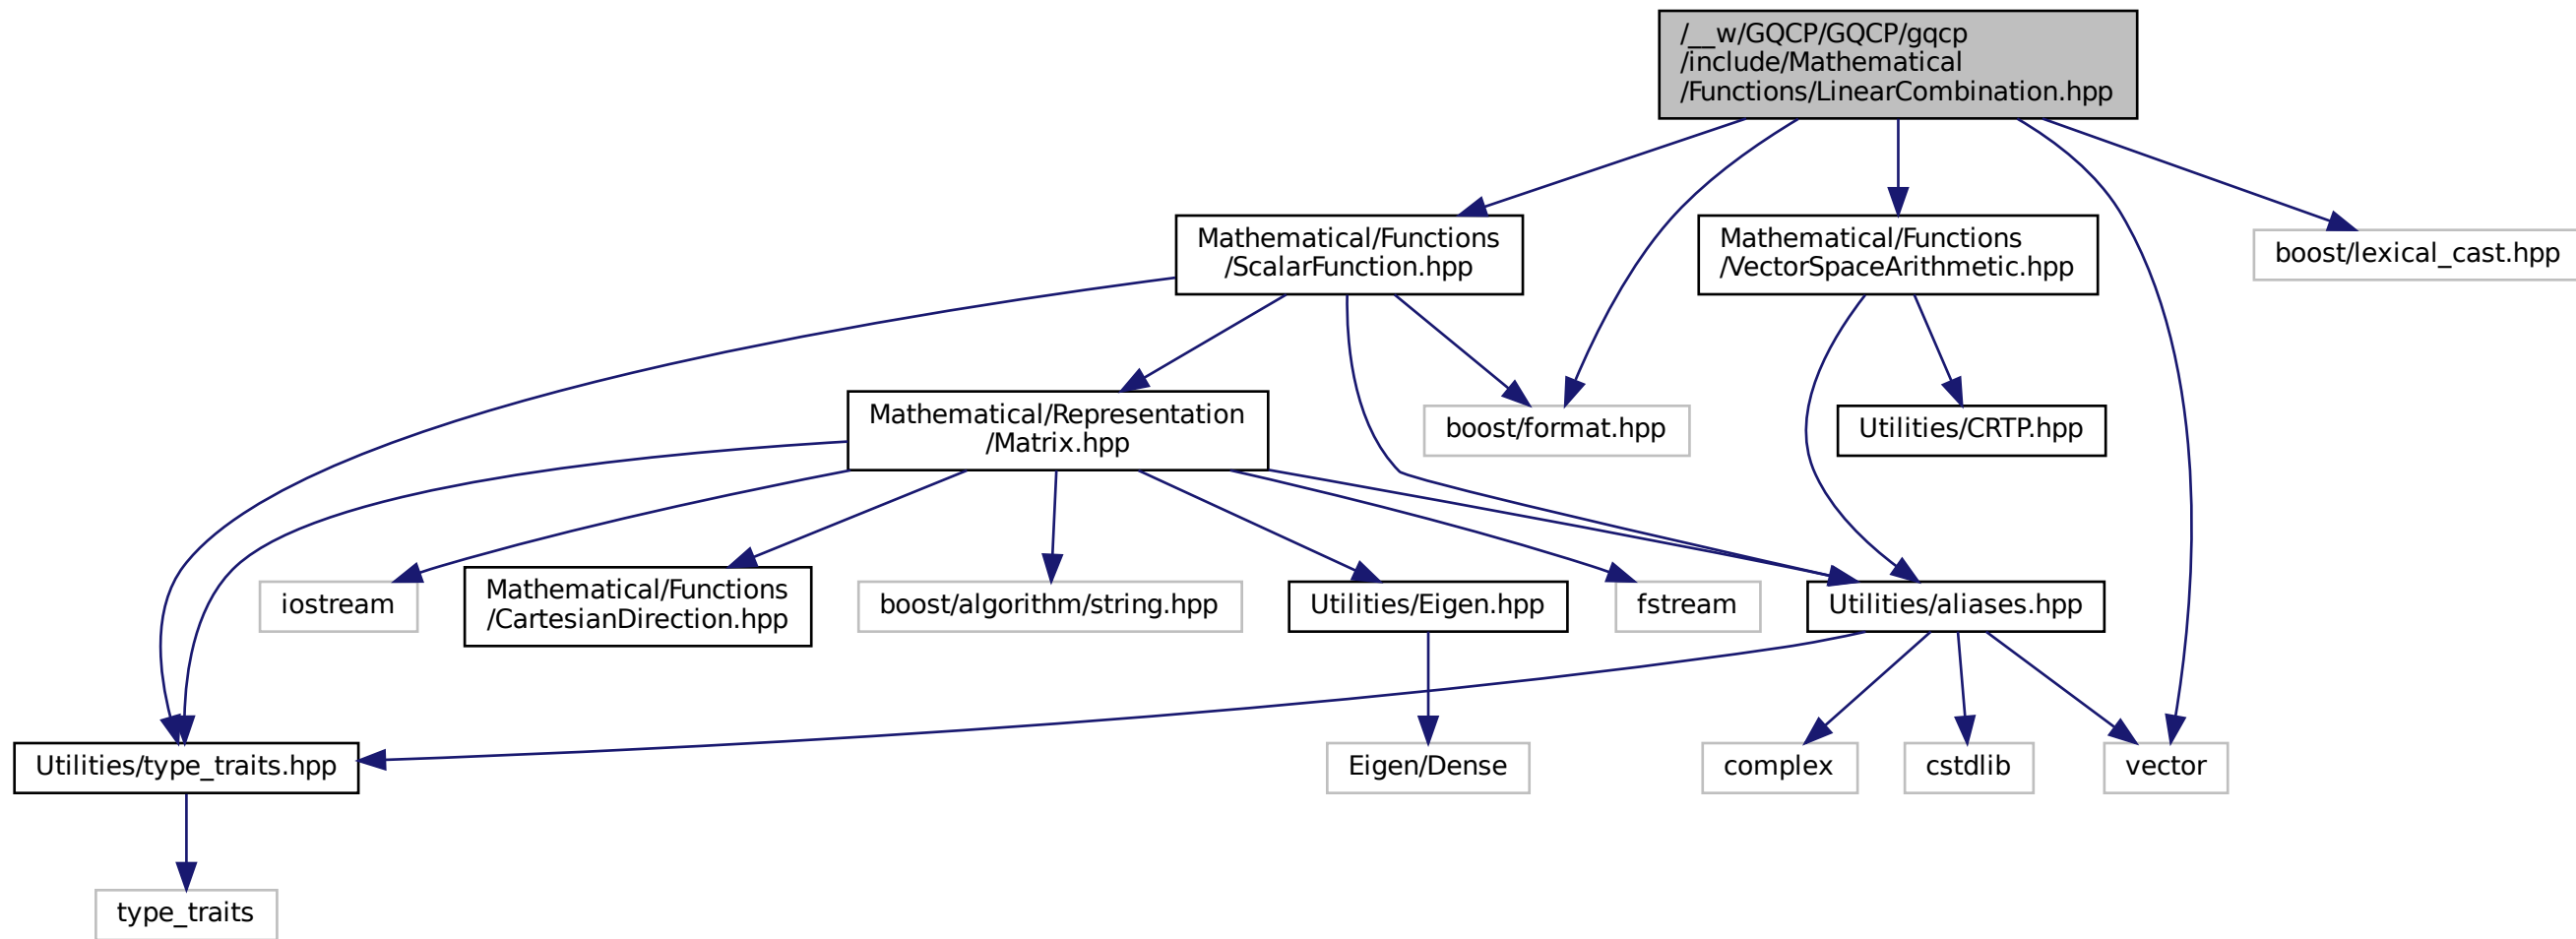 /__w/GQCP/GQCP/gqcp
/include/Mathematical
/Functions/LinearCombination.hpp
Mathematical/Functions
/ScalarFunction.hpp
Mathematical/Functions
/VectorSpaceArithmetic.hpp
boost/lexical_cast.hpp
Mathematical/Representation
/Matrix.hpp
boost/format.hpp
Utilities/CRTP.hpp
iostream
Mathematical/Functions
/CartesianDirection.hpp
boost/algorithm/string.hpp
Utilities/Eigen.hpp
fstream
Utilities/aliases.hpp
Utilities/type_traits.hpp
Eigen/Dense
complex
cstdlib
vector
type_traits